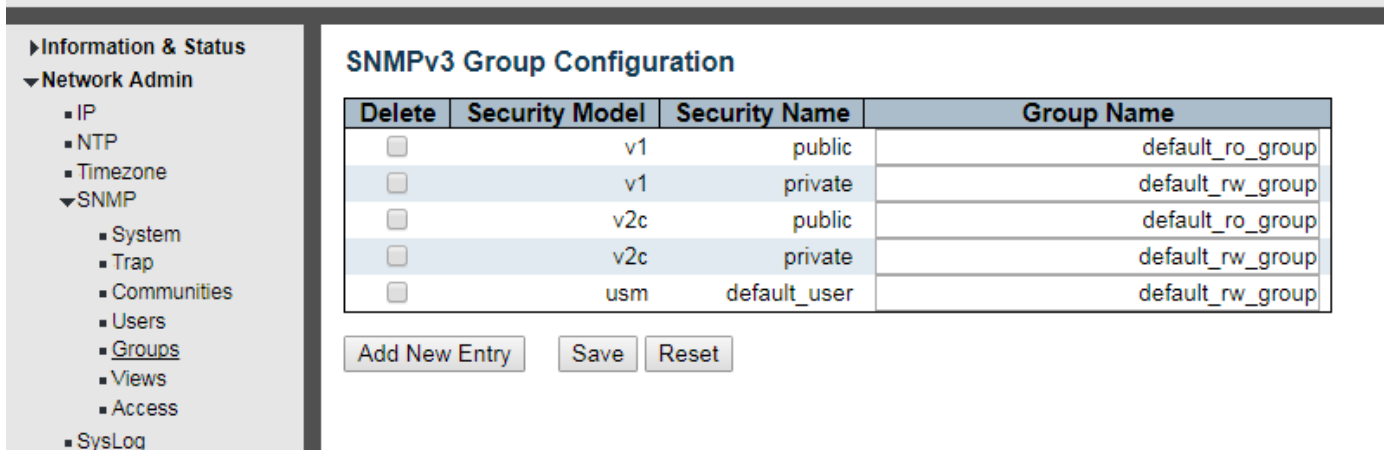 Information & Status
Network Admin
IP
NTP
Timezone
SNMP
System
Trap
Communities
Users
Groups
Views
Access
SysLog
SNMPv3 Group Configuration
Delete Security Model Security Name Group Name
v1 public default_ro_group
v1 private default_rw_group
v2c public default_ro_group
v2c private default_rw_group
usm default_user default_rw_group
Add New Entry Save Reset